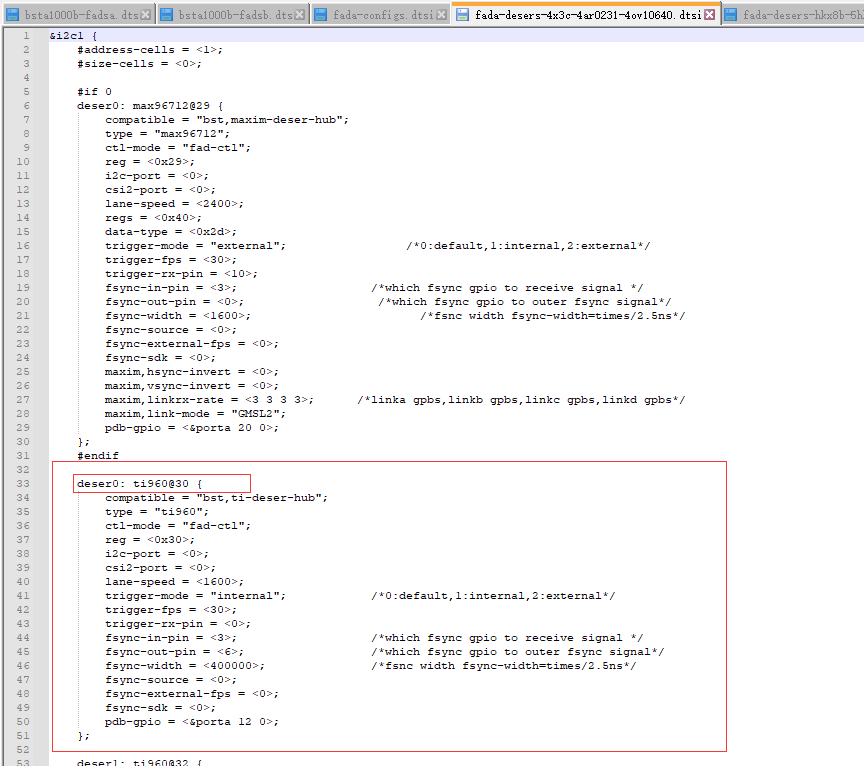 bsta1000b-fadsa.dts
bsta1000b-fadsb.dts
fada-configs.dtsi
fada-desers-4x3c-4ar0231-4ov10640.dtsi
1 &i2c1 {
2 #address-cells = <1>;
3 #size-cells = <0>;
4
5 #if 0
6 deser0: max96712@29 {
7 compatible = "bst,maxim-deser-hub";
8 type = "max96712";
9 ctl-mode = "fad-ctl";
10 reg = <0x29>;
11 i2c-port = <0>;
12 csi2-port = <0>;
13 lane-speed = <2400>;
14 regs = <0x40>;
15 data-type = <0x2d>;
16 trigger-mode = "external"; /*0:default,1:internal,2:external*/
17 trigger-fps = <30>;
18 trigger-rx-pin = <10>;
19 fsync-in-pin = <3>; /*which fsync gpio to receive signal */
20 fsync-out-pin = <0>; /*which fsync gpio to outer fsync signal*/
21 fsync-width = <1600>; /*fsnc width fsync-width=times/2.5ns*/
22 fsync-source = <0>;
23 fsync-external-fps = <0>;
24 fsync-sdk = <0>;
25 maxim,hsync-invert = <0>;
26 maxim,vsync-invert = <0>;
27 maxim,linkrx-rate = <3 3 3 3>; /*linka gpbs,linkb gpbs,linkc gpbs,linkd gpbs*/
28 maxim,link-mode = "GMSL2";
29 pdb-gpio = <&porta 20 0>;
30 };
31 #endif
32
33 deser0: ti960@30 {
34 compatible = "bst,ti-deser-hub";
35 type = "ti960";
36 ctl-mode = "fad-ctl";
37 reg = <0x30>;
38 i2c-port = <0>;
39 csi2-port = <0>;
40 lane-speed = <1600>;
41 trigger-mode = "internal"; /*0:default,1:internal,2:external*/
42 trigger-fps = <30>;
43 trigger-rx-pin = <0>;
44 fsync-in-pin = <3>; /*which fsync gpio to receive signal */
45 fsync-out-pin = <6>; /*which fsync gpio to outer fsync signal*/
46 fsync-width = <400000>; /*fsnc width fsync-width=times/2.5ns*/
47 fsync-source = <0>;
48 fsync-external-fps = <0>;
49 fsync-sdk = <0>;
50 pdb-gpio = <&porta 12 0>;
51 };
52
53 deser1: ti960@32 {